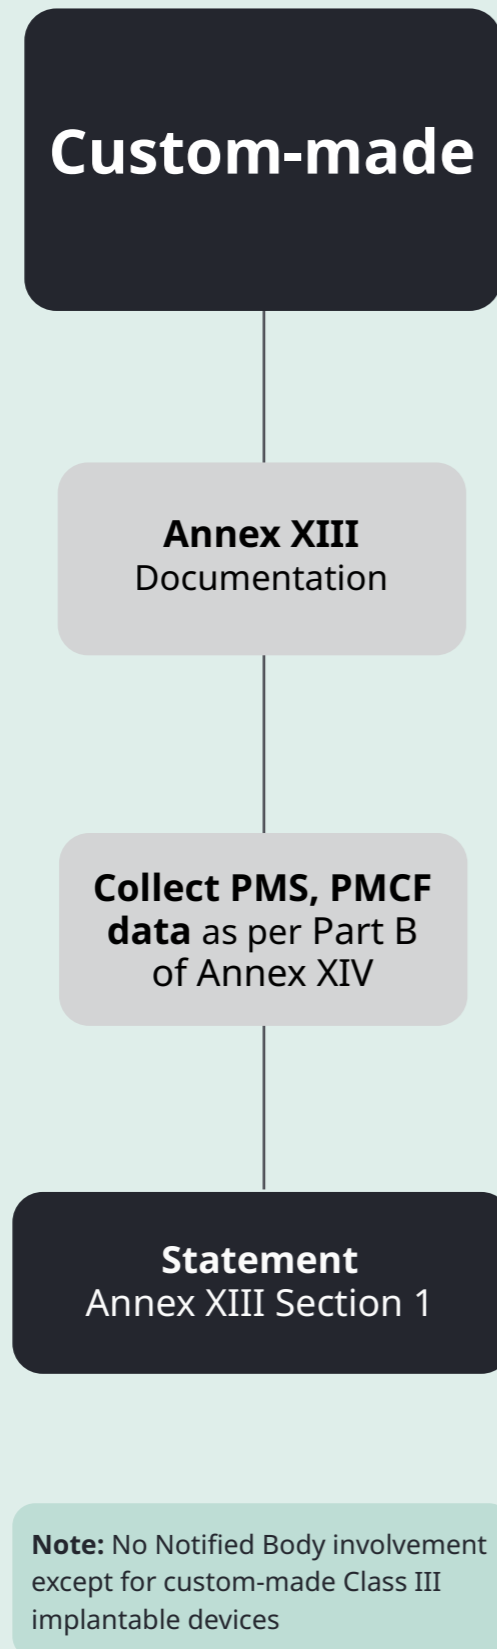 Custom-made
Annex XIII
Documentation
Collect PMS, PMCF
data as per Part B
of Annex XIV
Statement
Annex XIII Section 1
Note: No Notified Body involvement
except for custom-made Class III
implantable devices